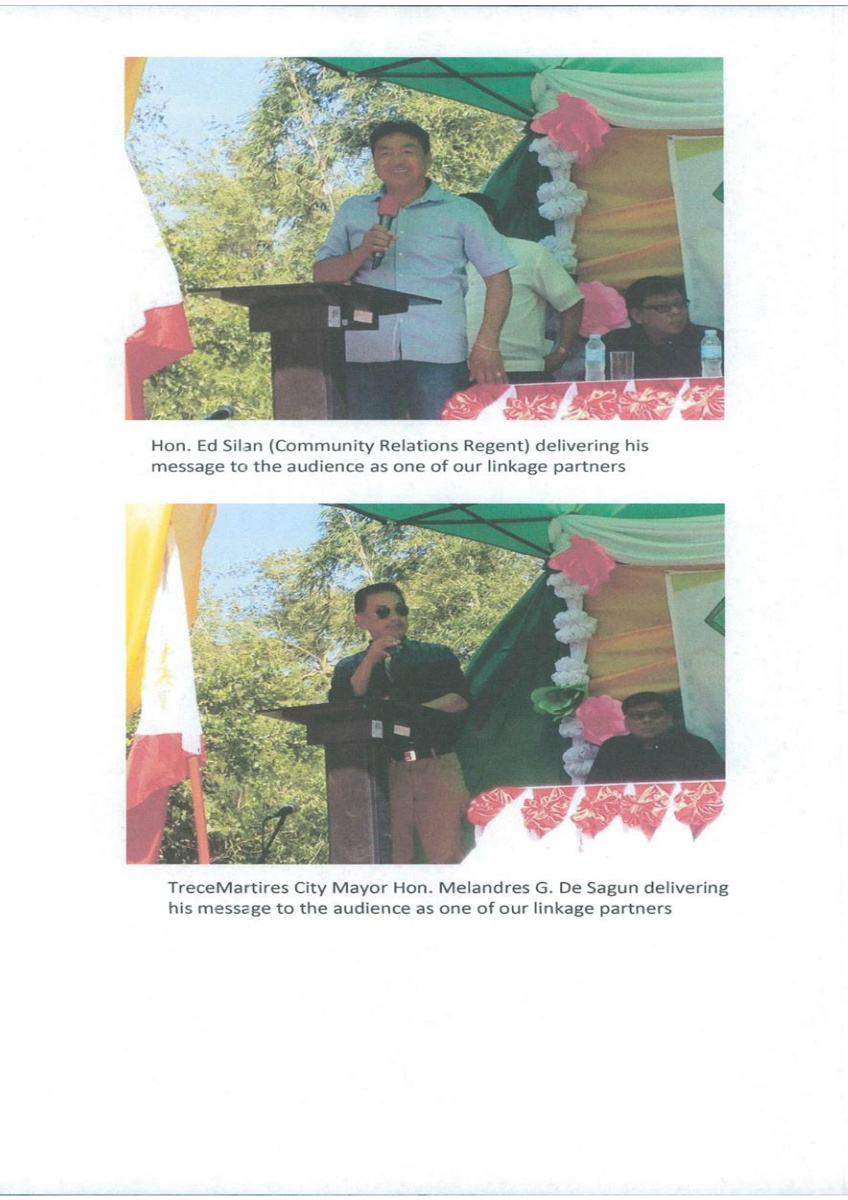 Hon. Ed Silan (Community Relations Regent) delivering his
message to the audience as one of our linkage partners
TreceMartires City Mayor Hon. Melandres G. De Sagun delivering
his message to the audience as one of our linkage partners